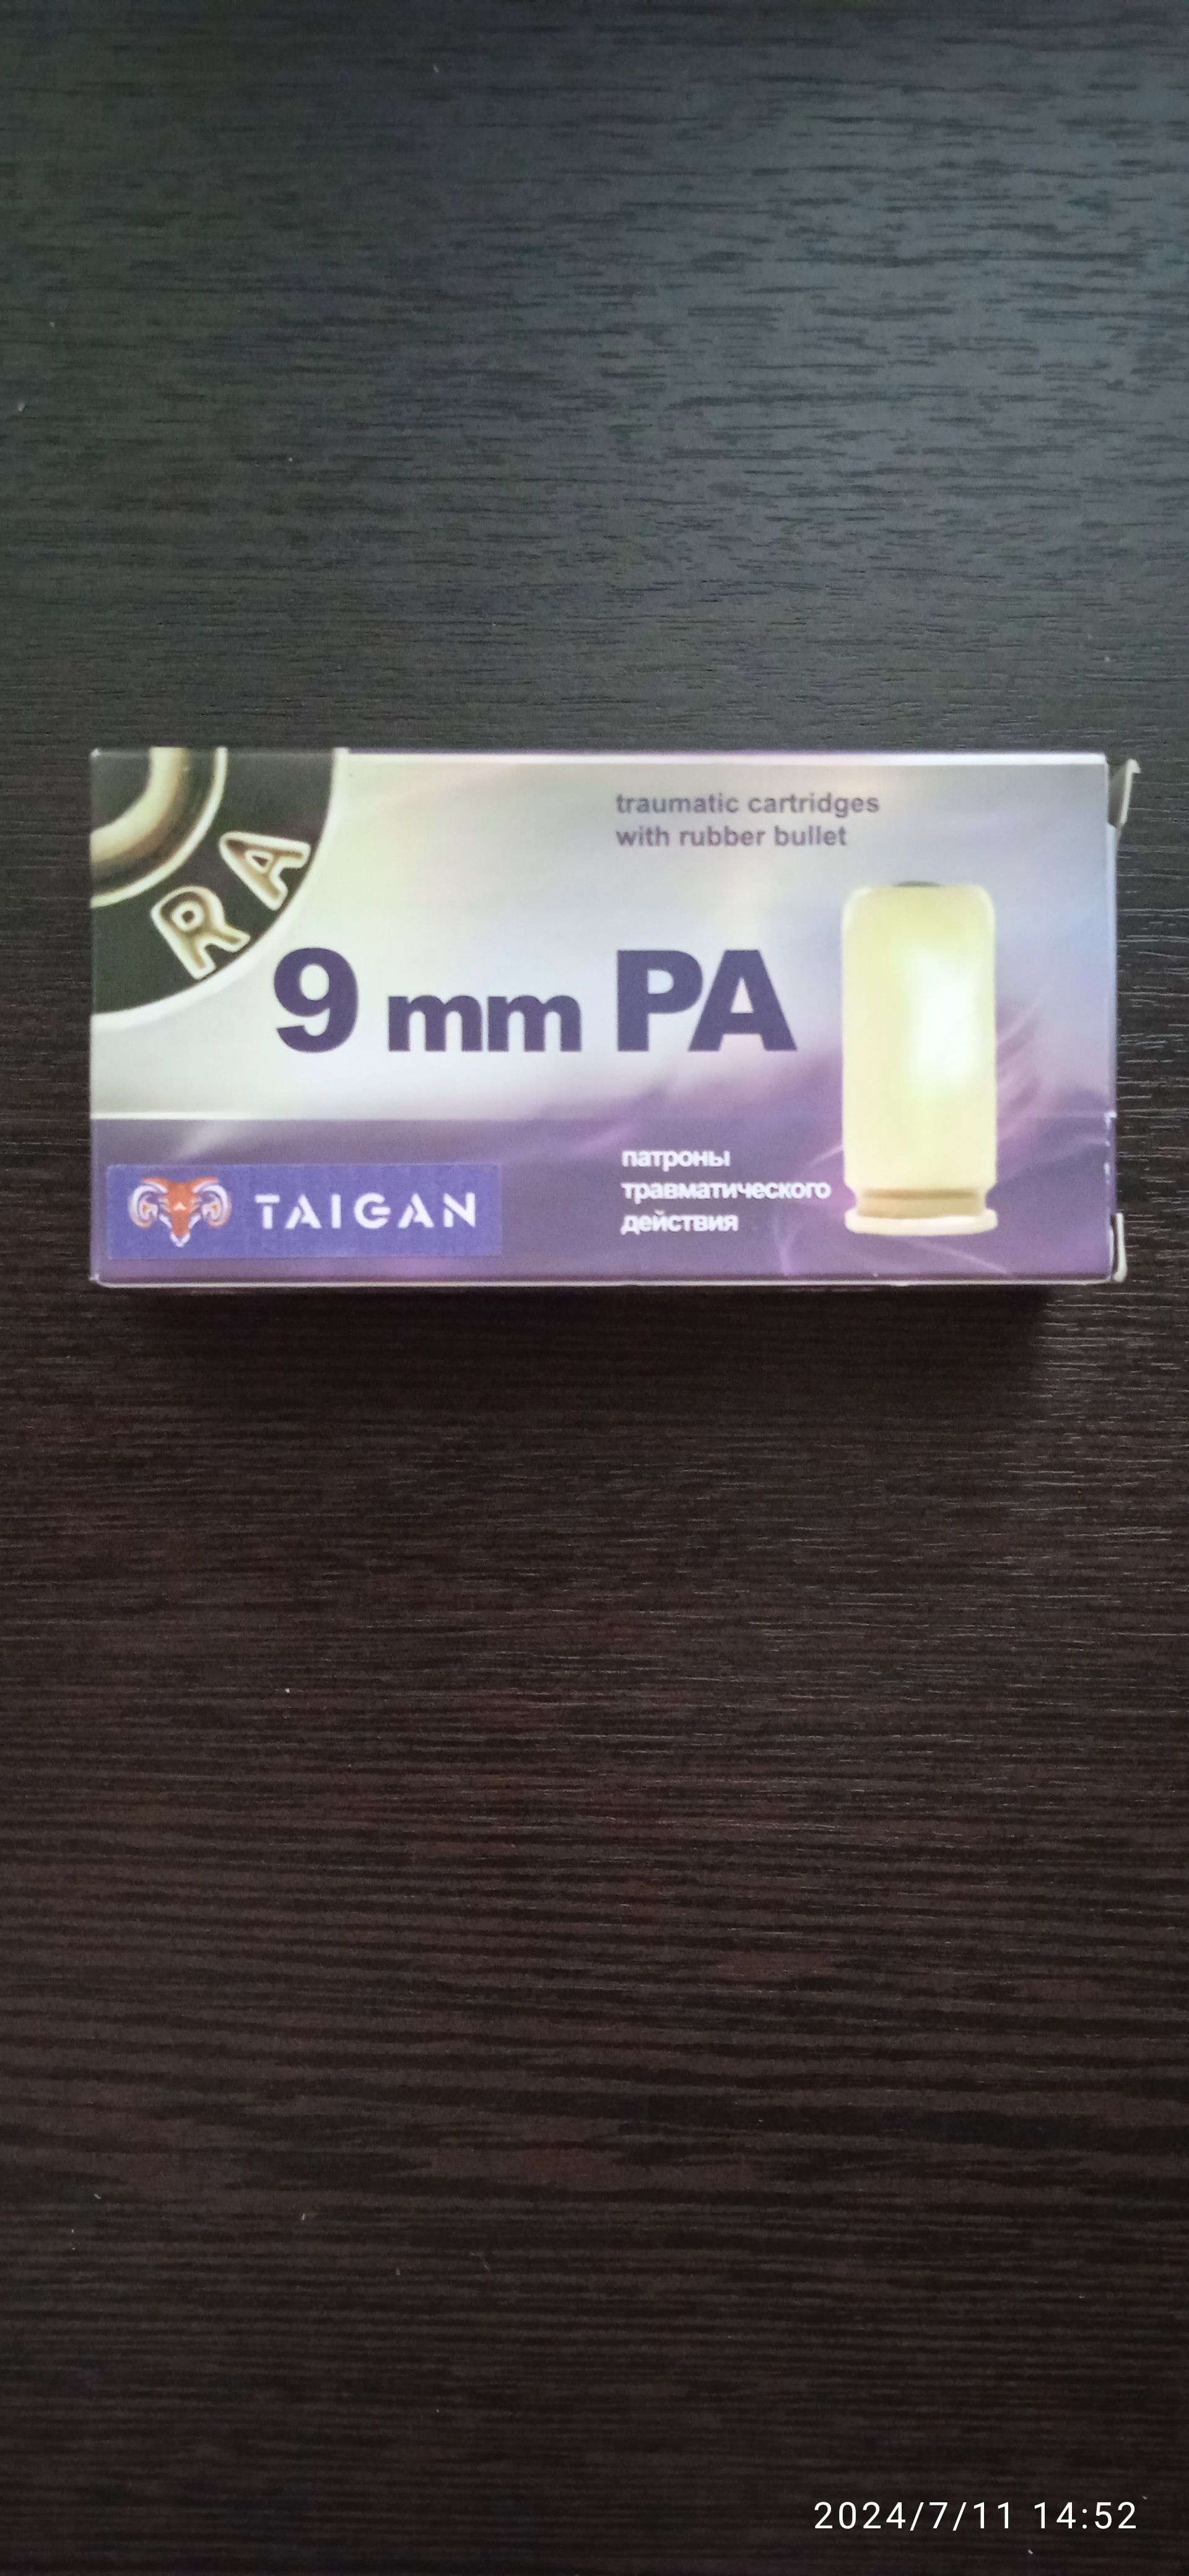 RA
traumatic cartridges
with rubber bullet
9 mm PA
патроны
травматического
действия
TAIGAN
2024/7/11 14:52